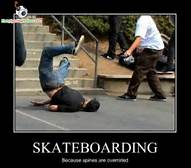 SKATEBOARDING
Because spines are overrated